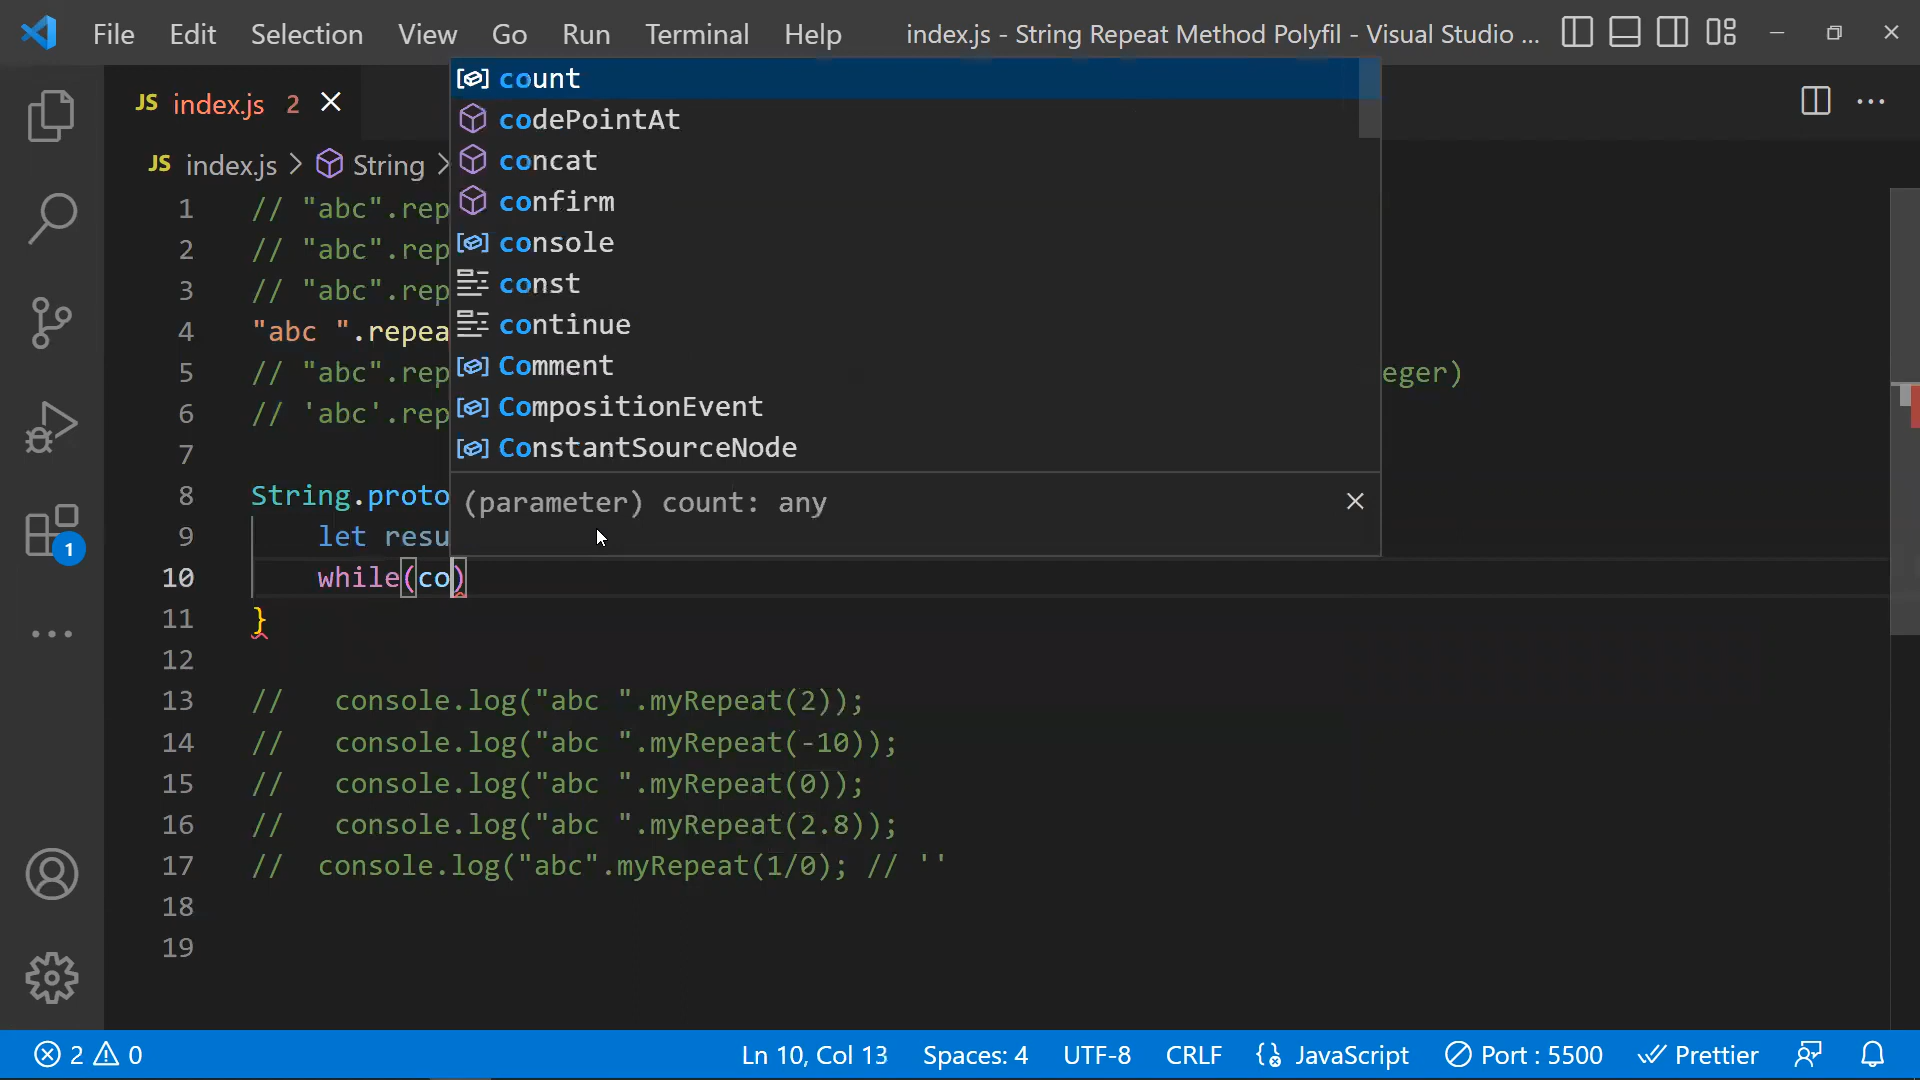 File Edit Selection View Go Run Terminal Help index.js - String Repeat Method Polyfil - Visual Studio ...
JS index.js 2
JS index.js > String >
count
codePointAt
concat
confirm
console
const
continue
Comment
CompositionEvent
ConstantSourceNode
(parameter) count: any
1 // "abc".rep
2 // "abc".rep
3 // "abc".rep
4 "abc ".repea
5 // "abc".rep eger)
6 // 'abc'.rep
7
8 String.proto
9 let resu
10 while(co)
11 }
12
13 // console.log("abc ".myRepeat(2));
14 // console.log("abc ".myRepeat(-10));
15 // console.log("abc ".myRepeat(0));
16 // console.log("abc ".myRepeat(2.8));
17 // console.log("abc".myRepeat(1/0); // ''
18
19
1
2 0 Ln 10, Col 13 Spaces: 4 UTF-8 CRLF JavaScript Port : 5500 Prettier